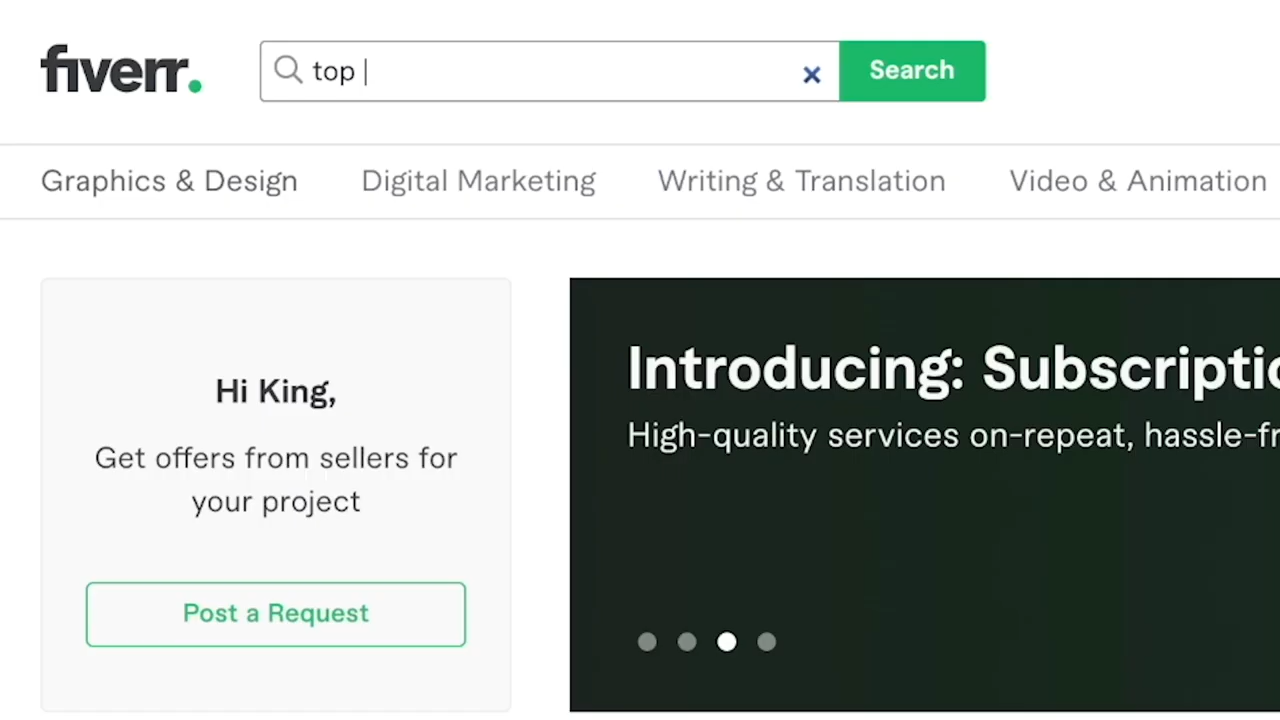 fiverr.
top
Search
Graphics & Design Digital Marketing Writing & Translation Video & Animation
Hi King,
Get offers from sellers for
your project
Post a Request
Introducing: Subscriptio
High-quality services on-repeat, hassle-fr